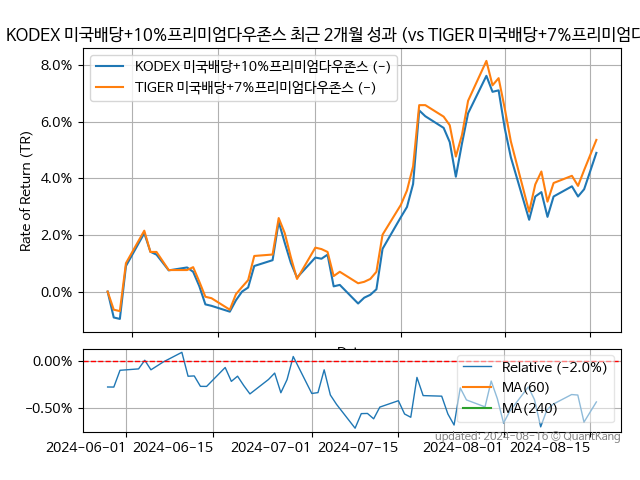 KODEX 미국배당+10%프리미엄다우존스 최근 2개월 성과 (vs TIGER 미국배당+7%프리미엄다
8.0%
6.0%
4.0%
2.0%
0.0%
Rate of Return (TR)
KODEX 미국배당+10%프리미엄다우존스 (-)
TIGER 미국배당+7%프리미엄다우존스 (-)
0.00%
-0.50%
Relative (-2.0%)
MA(60)
MA(240)
updated: 2024-08-16 © QuantKang
2024-06-01 2024-06-15 2024-07-01 2024-07-15 2024-08-01 2024-08-15